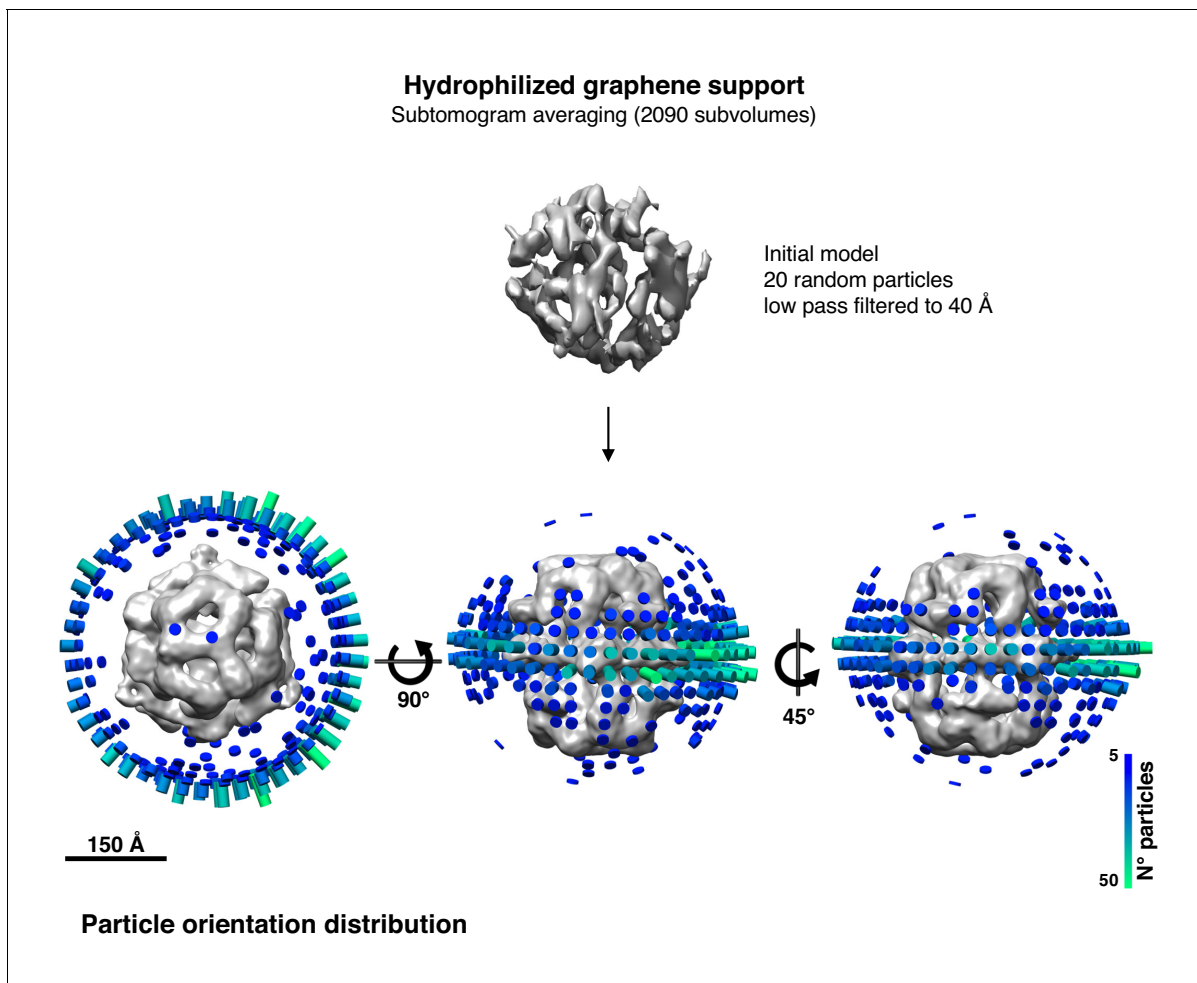 Hydrophilized graphene support
Subtomogram averaging (2090 subvolumes)
Initial model
20 random particles
low pass filtered to 40 Å
90°
45°
150 Å
5
50
N° particles
Particle orientation distribution